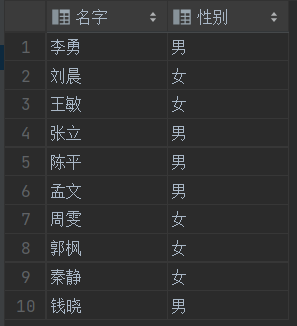 名字 性别
1 李勇 男
2 刘晨 女
3 王敏 女
4 张立 男
5 陈平 男
6 孟文 男
7 周雯 女
8 郭枫 女
9 秦静 女
10 钱晓 男